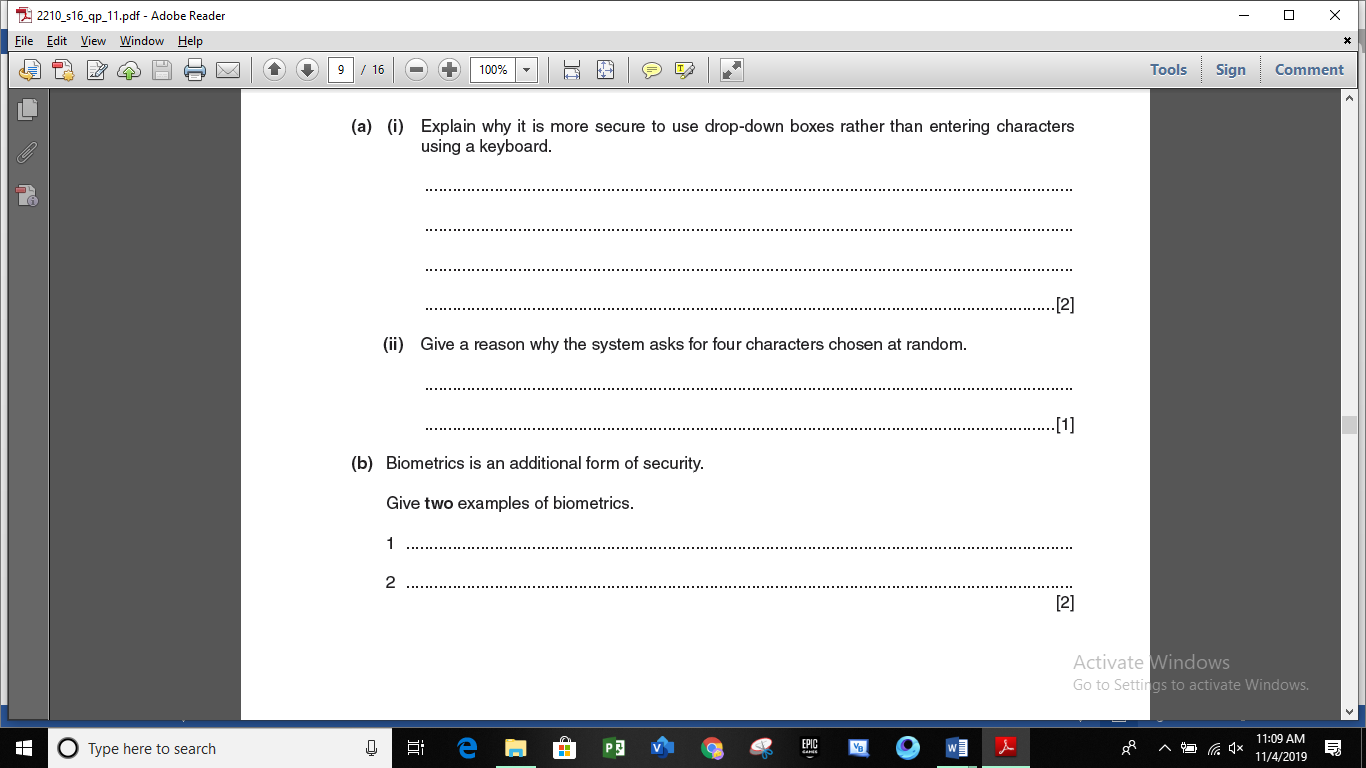 2210_s16_qp_11.pdf - Adobe Reader
File Edit View Window Help
9 / 16 100% Tools Sign Comment
(a) (i) Explain why it is more secure to use drop-down boxes rather than entering characters
using a keyboard.
..........................................................................................................................................
..........................................................................................................................................
..........................................................................................................................................
......................................................................................................................................[2]
(ii) Give a reason why the system asks for four characters chosen at random.
..........................................................................................................................................
......................................................................................................................................[1]
(b) Biometrics is an additional form of security.
Give two examples of biometrics.
1 ..............................................................................................................................................
2 ..............................................................................................................................................
[2]
Activate Windows
Go to Settings to activate Windows.
Type here to search
11:09 AM
11/4/2019